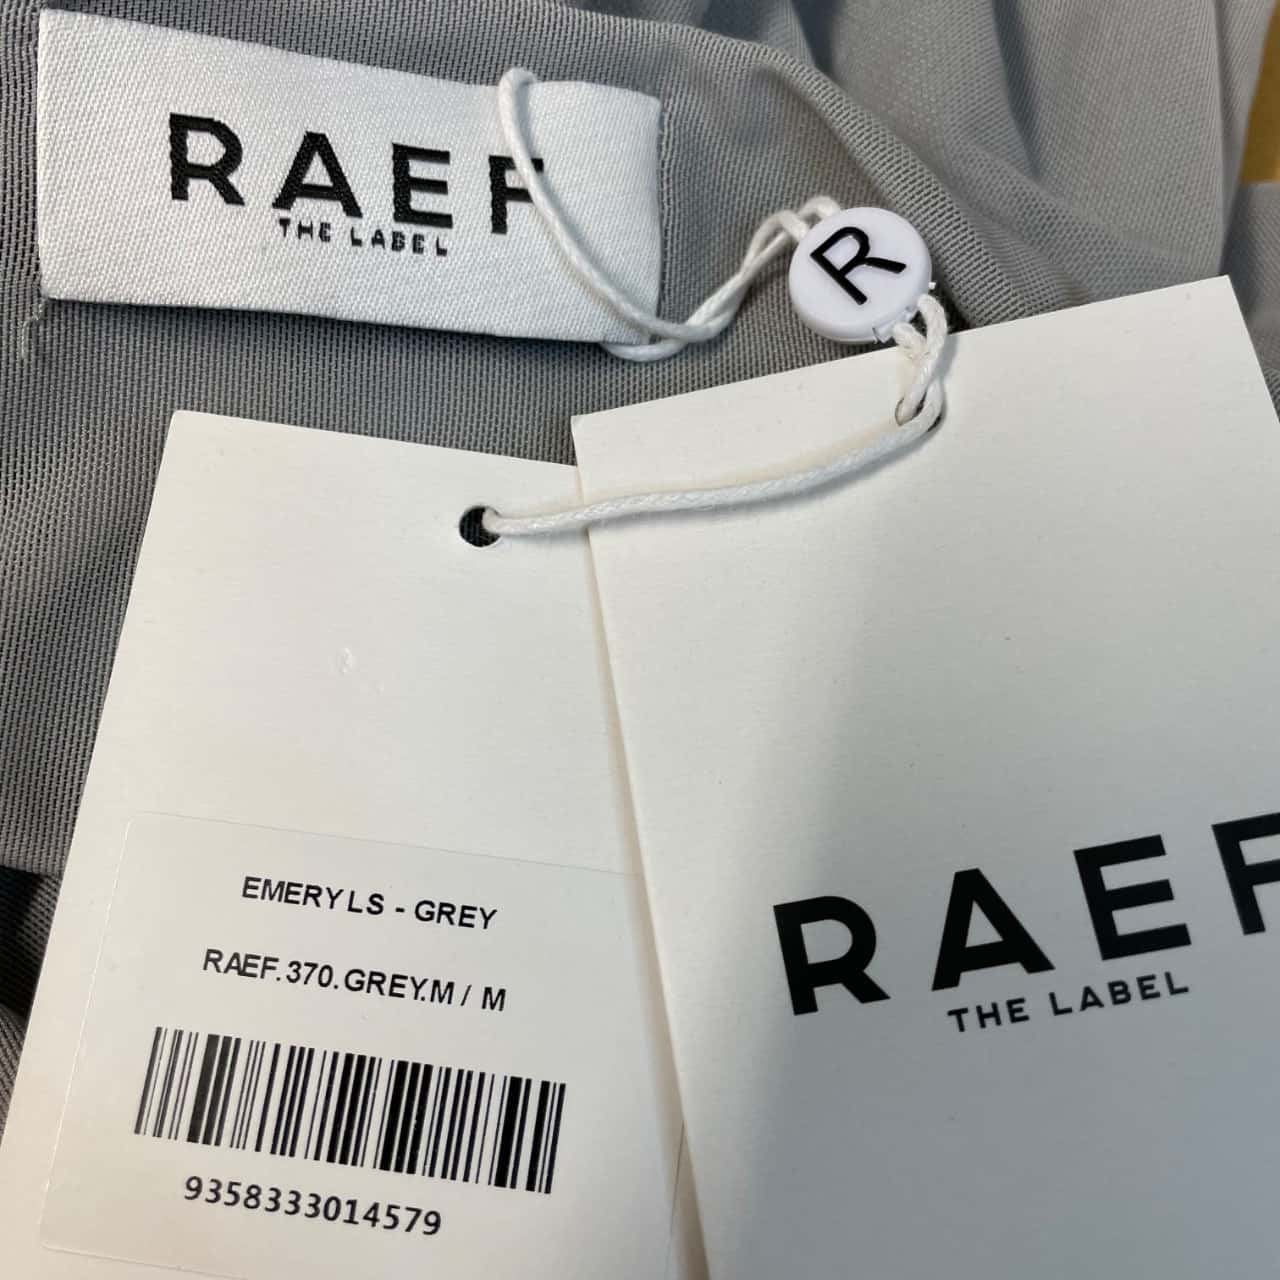 RAEF
THE LABEL
R
EMERY LS - GREY
RAEF.370.GREY.M / M
9358333014579
RAEF
THE LABEL